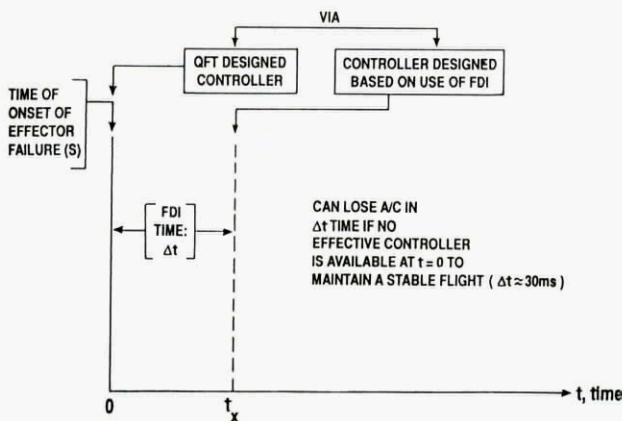 VIA
QFT DESIGNED
CONTROLLER
CONTROLLER DESIGNED
BASED ON USE OF FDI
TIME OF
ONSET OF
EFFECTOR
FAILURE (S)
FDI
TIME:
Δt
CAN LOSE A/C IN
Δt TIME IF NO
EFFECTIVE CONTROLLER
IS AVAILABLE AT t = 0 TO
MAINTAIN A STABLE FLIGHT ( Δt ≈ 30ms )
0
tₓ
t, time